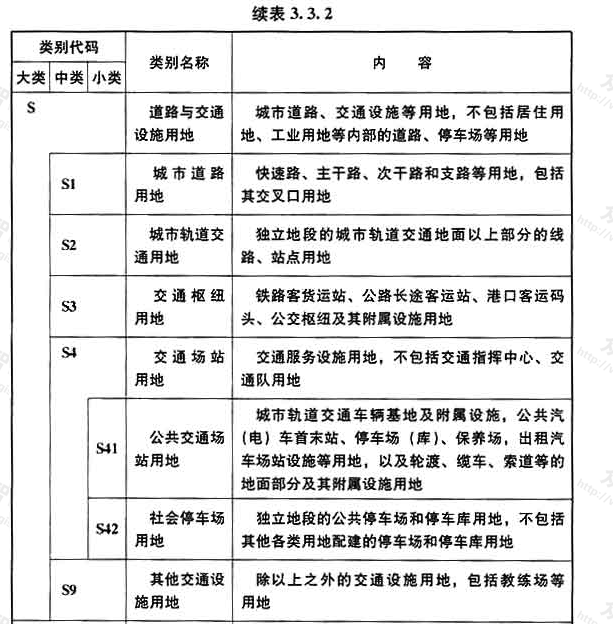 续表 3.3.2
类别代码
类别名称
内 容
大类 中类 小类
S
道路与交通
设施用地
城市道路、交通设施等用地，不包括居住用
地、工业用地等内部的道路、停车场等用地
S1
城市道路
用地
快速路、主干路、次干路和支路等用地，包括
其交叉口用地
S2
城市轨道交
通用地
独立地段的城市轨道交通地面以上部分的线
路、站点用地
S3
交通枢纽
用地
铁路客货运站、公路长途客运站、港口客运码
头、公交枢纽及其附属设施用地
S4
交通场站
用地
交通服务设施用地，不包括交通指挥中心、交
通队用地
S41
公共交通场
站用地
城市轨道交通车辆基地及附属设施，公共汽
（电）车首末站、停车场（库）、保养场，出租汽
车场站设施等用地，以及轮渡、缆车、索道等的
地面部分及其附属设施用地
S42
社会停车场
用地
独立地段的公共停车场和停车库用地，不包括
其他各类用地配建的停车场和停车库用地
S9
其他交通设
施用地
除以上之外的交通设施用地，包括教练场等
用地